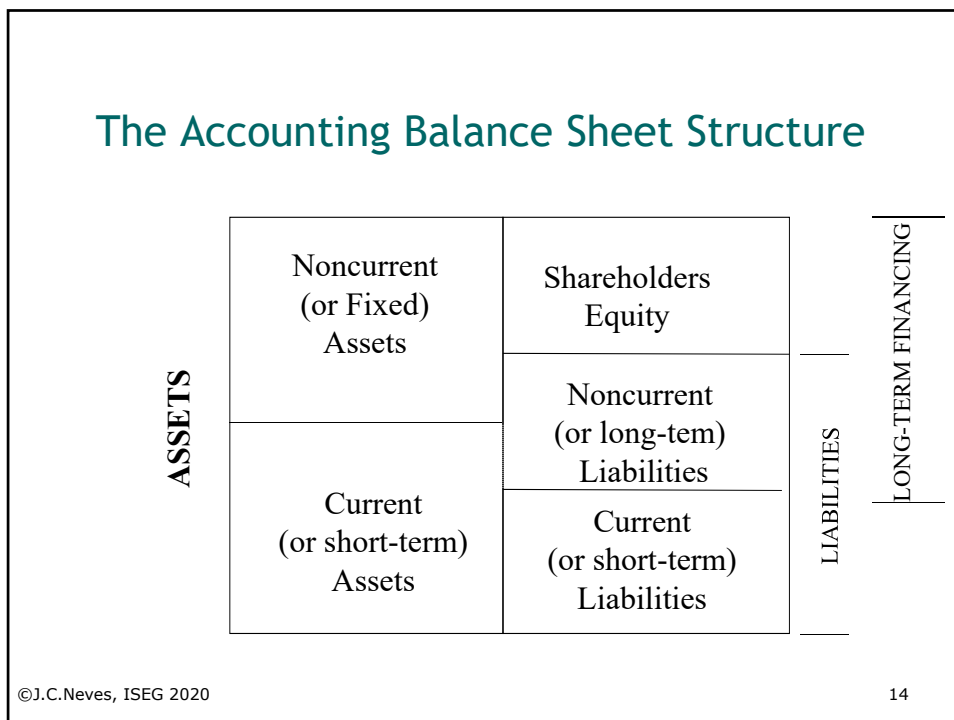 The Accounting Balance Sheet Structure
ASSETS
Noncurrent
(or Fixed)
Assets
Current
(or short-term)
Assets
Shareholders
Equity
Noncurrent
(or long-tem)
Liabilities
Current
(or short-term)
Liabilities
LIABILITIES
LONG-TERM FINANCING
©J.C.Neves, ISEG 2020
14